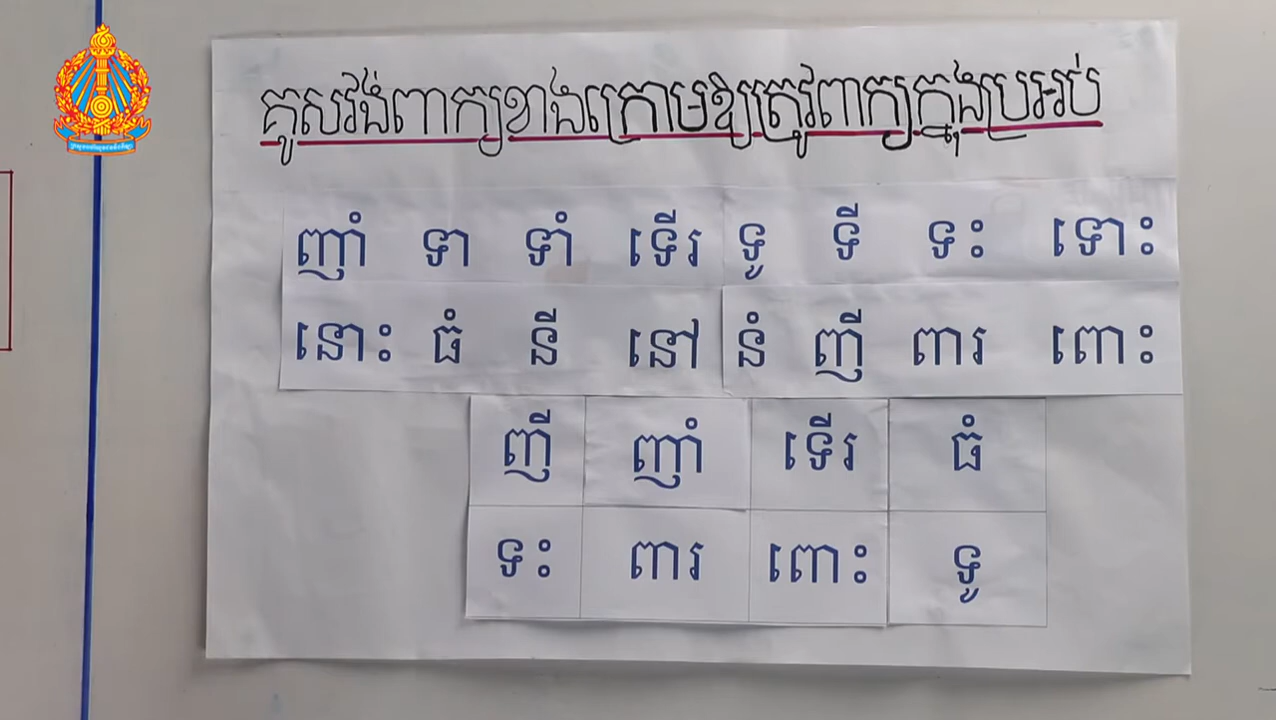 គូសវង់ពាក្យខាងក្រោមឱ្យត្រូវពាក្យក្នុងប្រអប់
ញាំ ទា ទាំ ទើរ ទូ ទី ទះ ទោះ
នោះ ធំ នី នៅ នំ ញី ពារ ពោះ
ញី ញាំ ទើរ ធំ
ទះ ពារ ពោះ ទូ